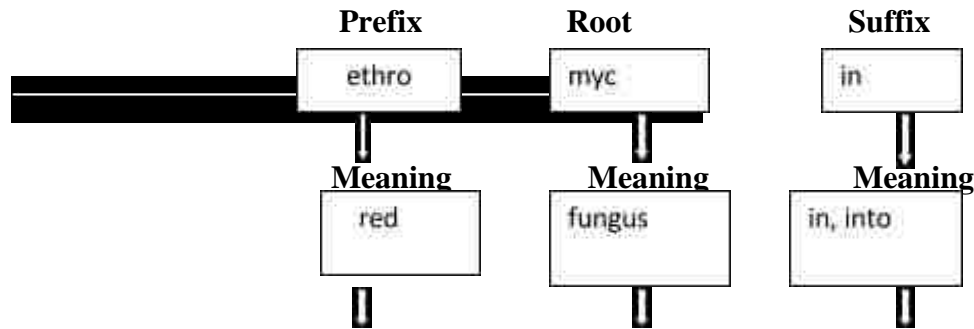 Prefix Root Suffix
ethro myc in
Meaning Meaning Meaning
red fungus in, into